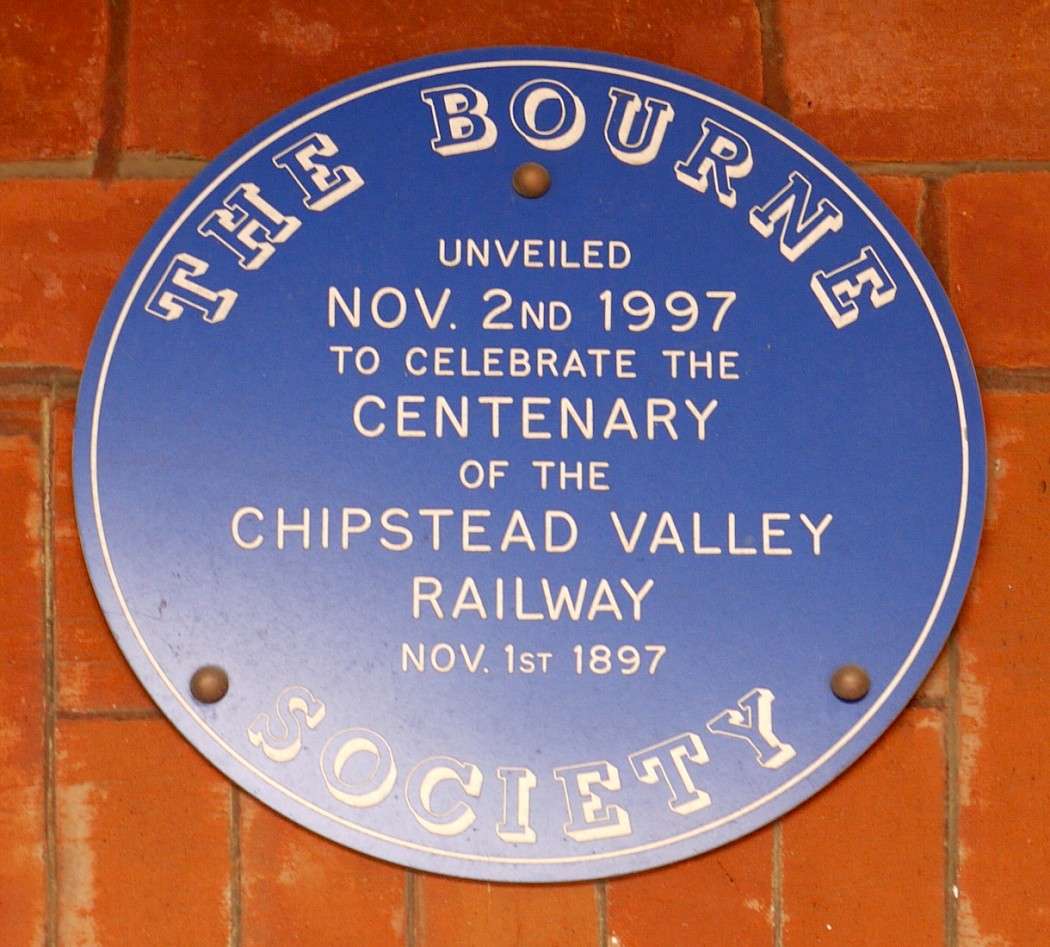 THE BOURNE
UNVEILED
NOV. 2ND 1997
TO CELEBRATE THE
CENTENARY
OF THE
CHIPSTEAD VALLEY
RAILWAY
NOV. 1ST 1897
SOCIETY